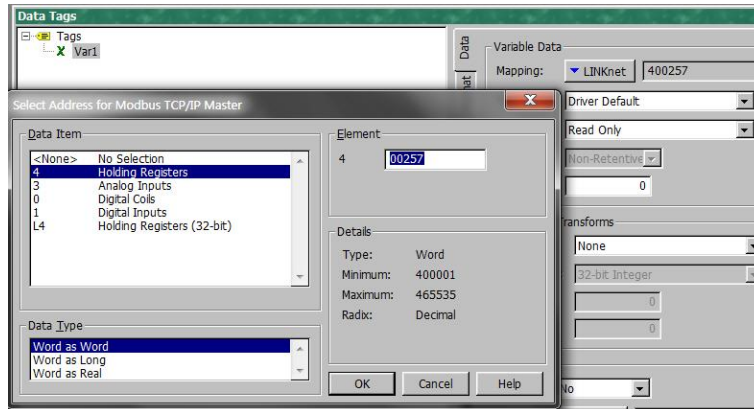 Data Tags
Tags
X Var1
Data
Variable Data
Mapping: LINKnet 400257
Select Address for Modbus TCP/IP Master
Driver Default
Data Item
Element
Read Only
<None> No Selection
4 00257
4 Holding Registers
Non-Retentive
3 Analog Inputs
0 Digital Coils
0
1 Digital Inputs
L4 Holding Registers (32-bit)
Details
Transforms
Type: Word
None
Minimum: 400001
32-bit Integer
Maximum: 465535
0
Radix: Decimal
0
Data Type
Word as Word
Word as Long
Word as Real
OK Cancel Help
No